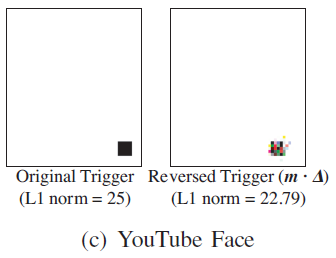 Original Trigger Reversed Trigger (m · Δ)
(L1 norm = 25) (L1 norm = 22.79)
(c) YouTube Face